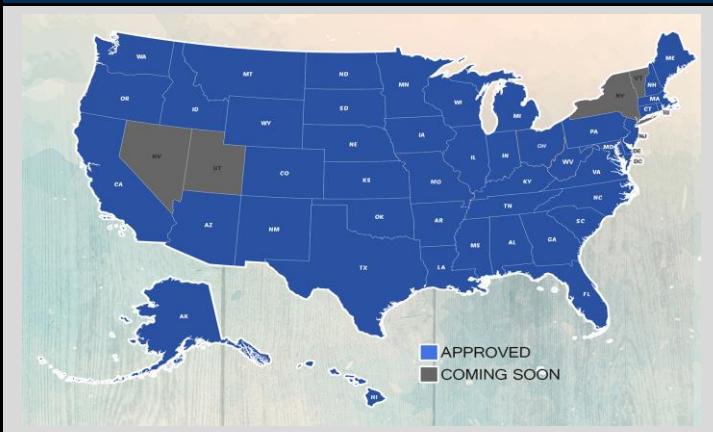 WA
MT
ND
MN
ME
VT
NH
NY
MA
CT
RI
OR
ID
SD
WI
MI
WY
IA
PA
NJ
NE
OH
MD
DE
DC
NV
UT
IL
IN
WV
VA
CO
KS
MO
KY
CA
NC
TN
OK
AR
SC
AZ
NM
MS
AL
GA
TX
LA
FL
AK
APPROVED
COMING SOON
HI